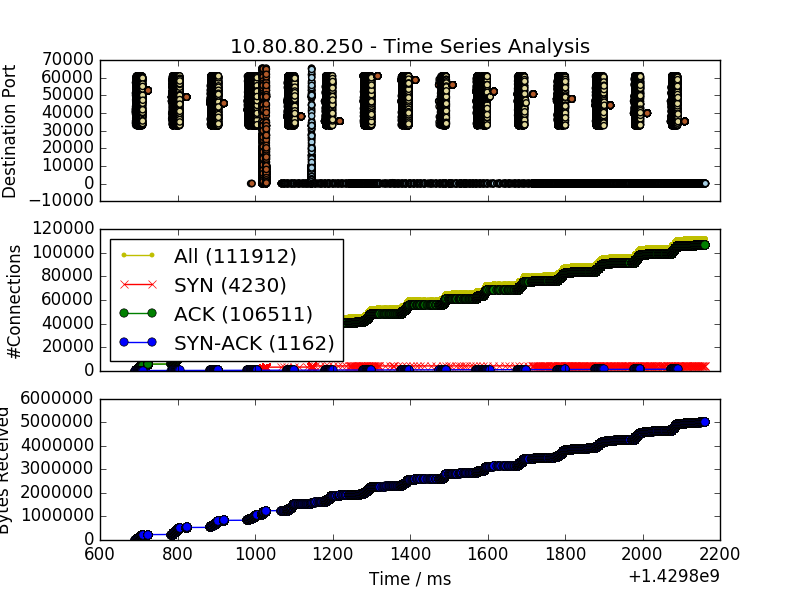 10.80.80.250 - Time Series Analysis
70000
60000
50000
40000
30000
20000
10000
0
−10000
Destination Port
120000
100000
80000
60000
40000
20000
0
#Connections
All (111912)
SYN (4230)
ACK (106511)
SYN-ACK (1162)
6000000
5000000
4000000
3000000
2000000
1000000
0
Bytes Received
600 800 1000 1200 1400 1600 1800 2000 2200
Time / ms
+1.4298e9